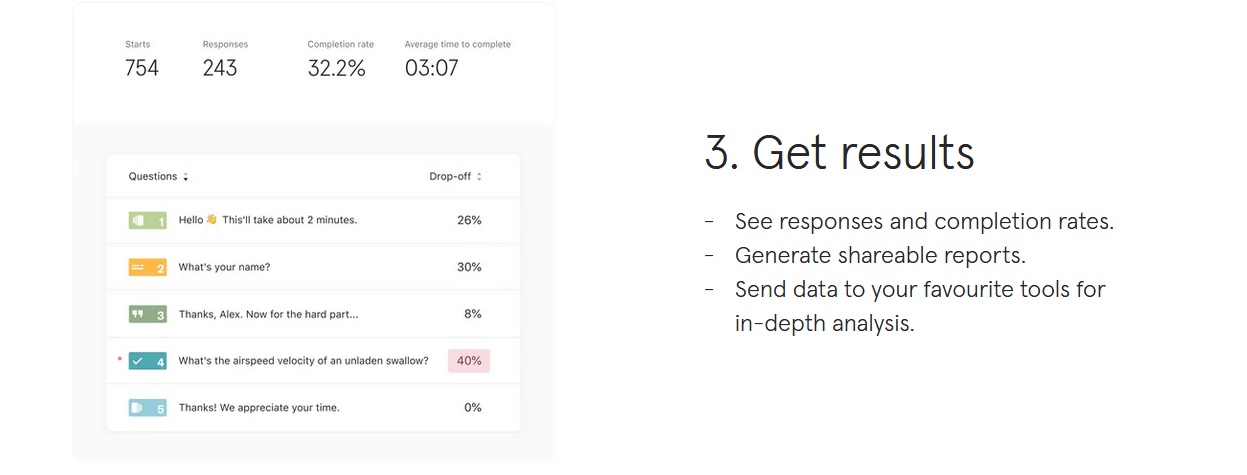 Starts Responses Completion rate Average time to complete
754 243 32.2% 03:07
Questions Drop-off
1 Hello 👋 This'll take about 2 minutes. 26%
2 What's your name? 30%
3 Thanks, Alex. Now for the hard part... 8%
* 4 What's the airspeed velocity of an unladen swallow? 40%
5 Thanks! We appreciate your time. 0%
3. Get results
- See responses and completion rates.
- Generate shareable reports.
- Send data to your favourite tools for
in-depth analysis.